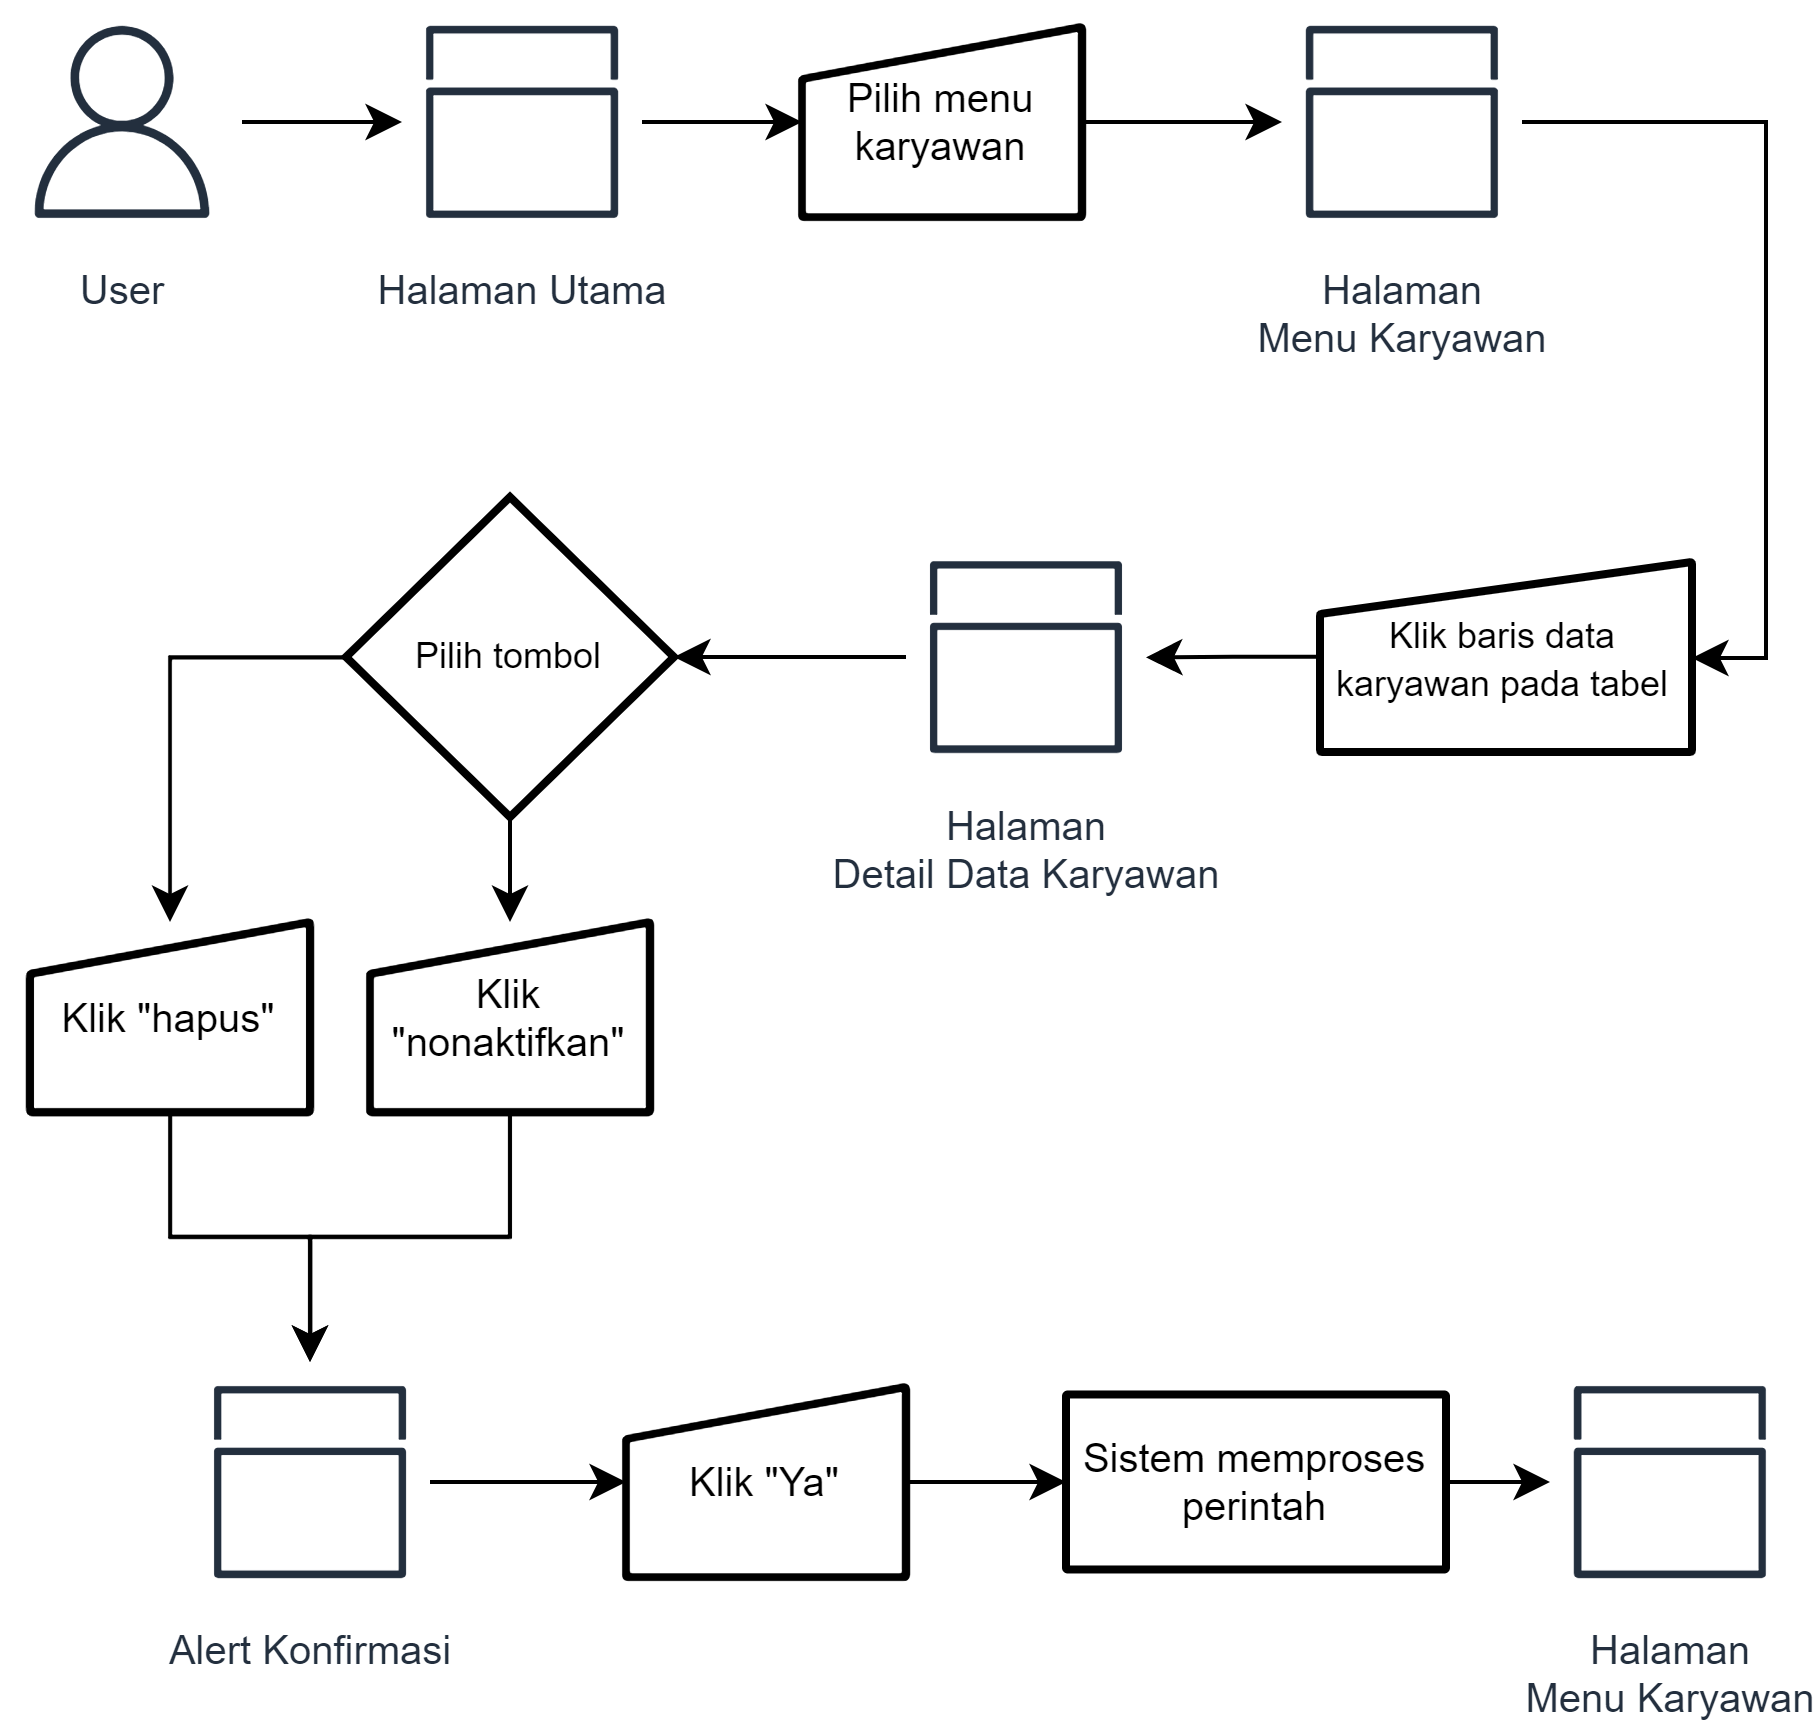 Pilih menu
karyawan
User
Halaman Utama
Halaman
Menu Karyawan
Klik baris data
karyawan pada tabel
Halaman
Detail Data Karyawan
Pilih tombol
Klik "hapus"
Klik
"nonaktifkan"
Alert Konfirmasi
Klik "Ya"
Sistem memproses
perintah
Halaman
Menu Karyawan